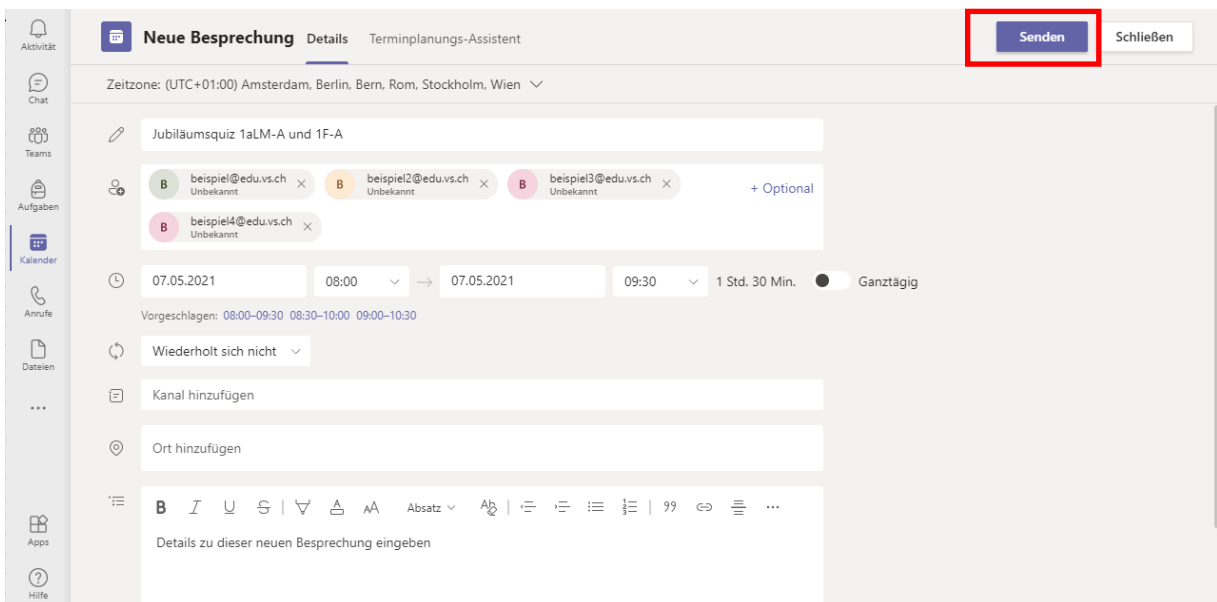 Aktivität
Chat
Teams
Aufgaben
Kalender
Anrufe
Dateien
Apps
Hilfe
Neue Besprechung Details Terminplanungs-Assistent Senden Schließen
Zeitzone: (UTC+01:00) Amsterdam, Berlin, Bern, Rom, Stockholm, Wien
Jubiläumsquiz 1aLM-A und 1F-A
B beispiel@edu.vs.ch B beispiel2@edu.vs.ch B beispiel3@edu.vs.ch + Optional
Unbekannt Unbekannt Unbekannt
B beispiel4@edu.vs.ch
Unbekannt
07.05.2021 08:00 → 07.05.2021 09:30 1 Std. 30 Min. Ganztägig
Vorgeschlagen: 08:00–09:30 08:30–10:00 09:00–10:30
Wiederholt sich nicht
Kanal hinzufügen
Ort hinzufügen
B I U S A AA Absatz Ab
Details zu dieser neuen Besprechung eingeben